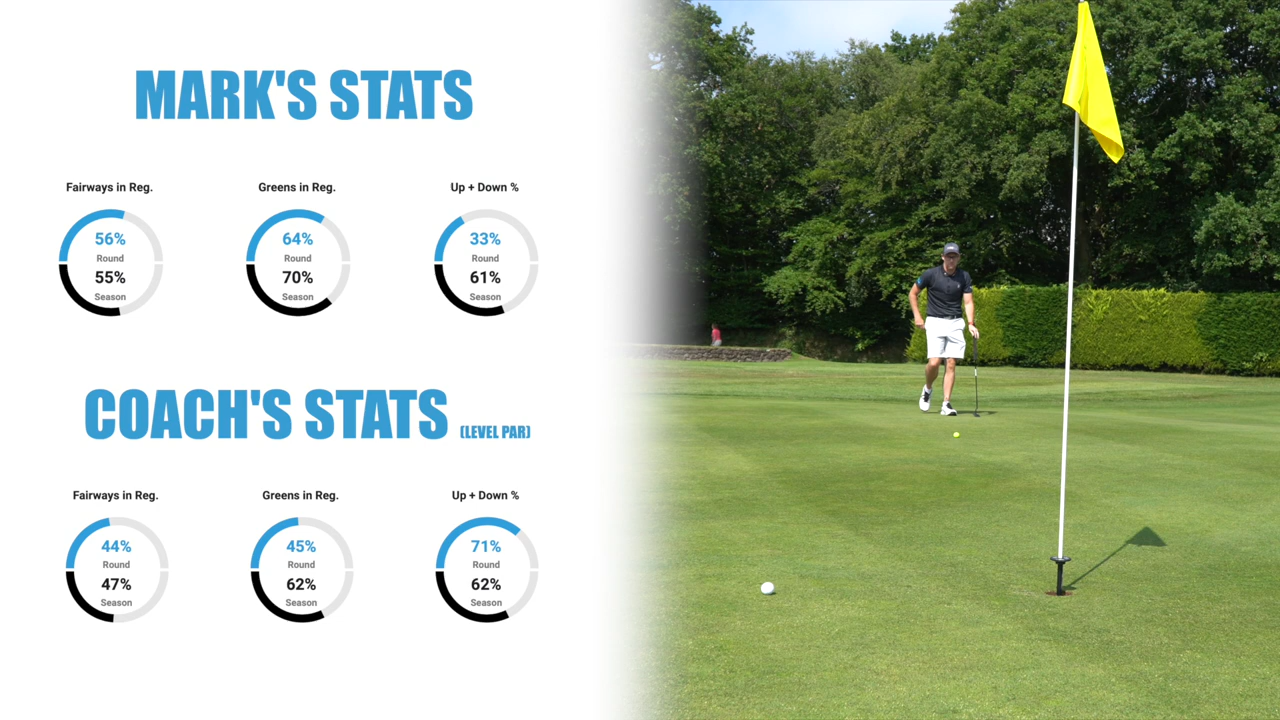 MARK'S STATS
Fairways in Reg.
Greens in Reg.
Up + Down %
56%
Round
55%
Season
64%
Round
70%
Season
33%
Round
61%
Season
COACH'S STATS (LEVEL PAR)
Fairways in Reg.
Greens in Reg.
Up + Down %
44%
Round
47%
Season
45%
Round
62%
Season
71%
Round
62%
Season